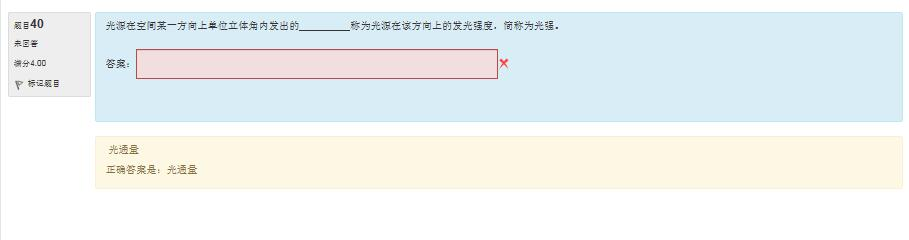 题目40
未回答
满分4.00
标记题目
光源在空间某一方向上单位立体角内发出的__________称为光源在该方向上的发光强度，简称为光强。
答案：
光通量
正确答案是：光通量